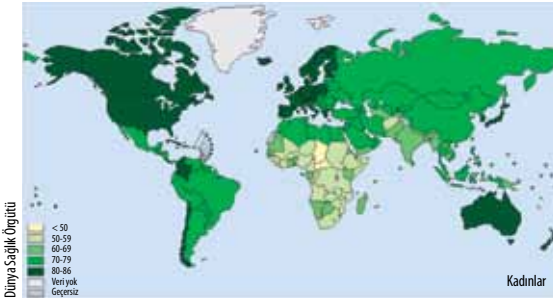 Dünya Sağlık Örgütü
< 50
50-59
60-69
70-79
80-86
Veri yok
Geçersiz
Kadınlar